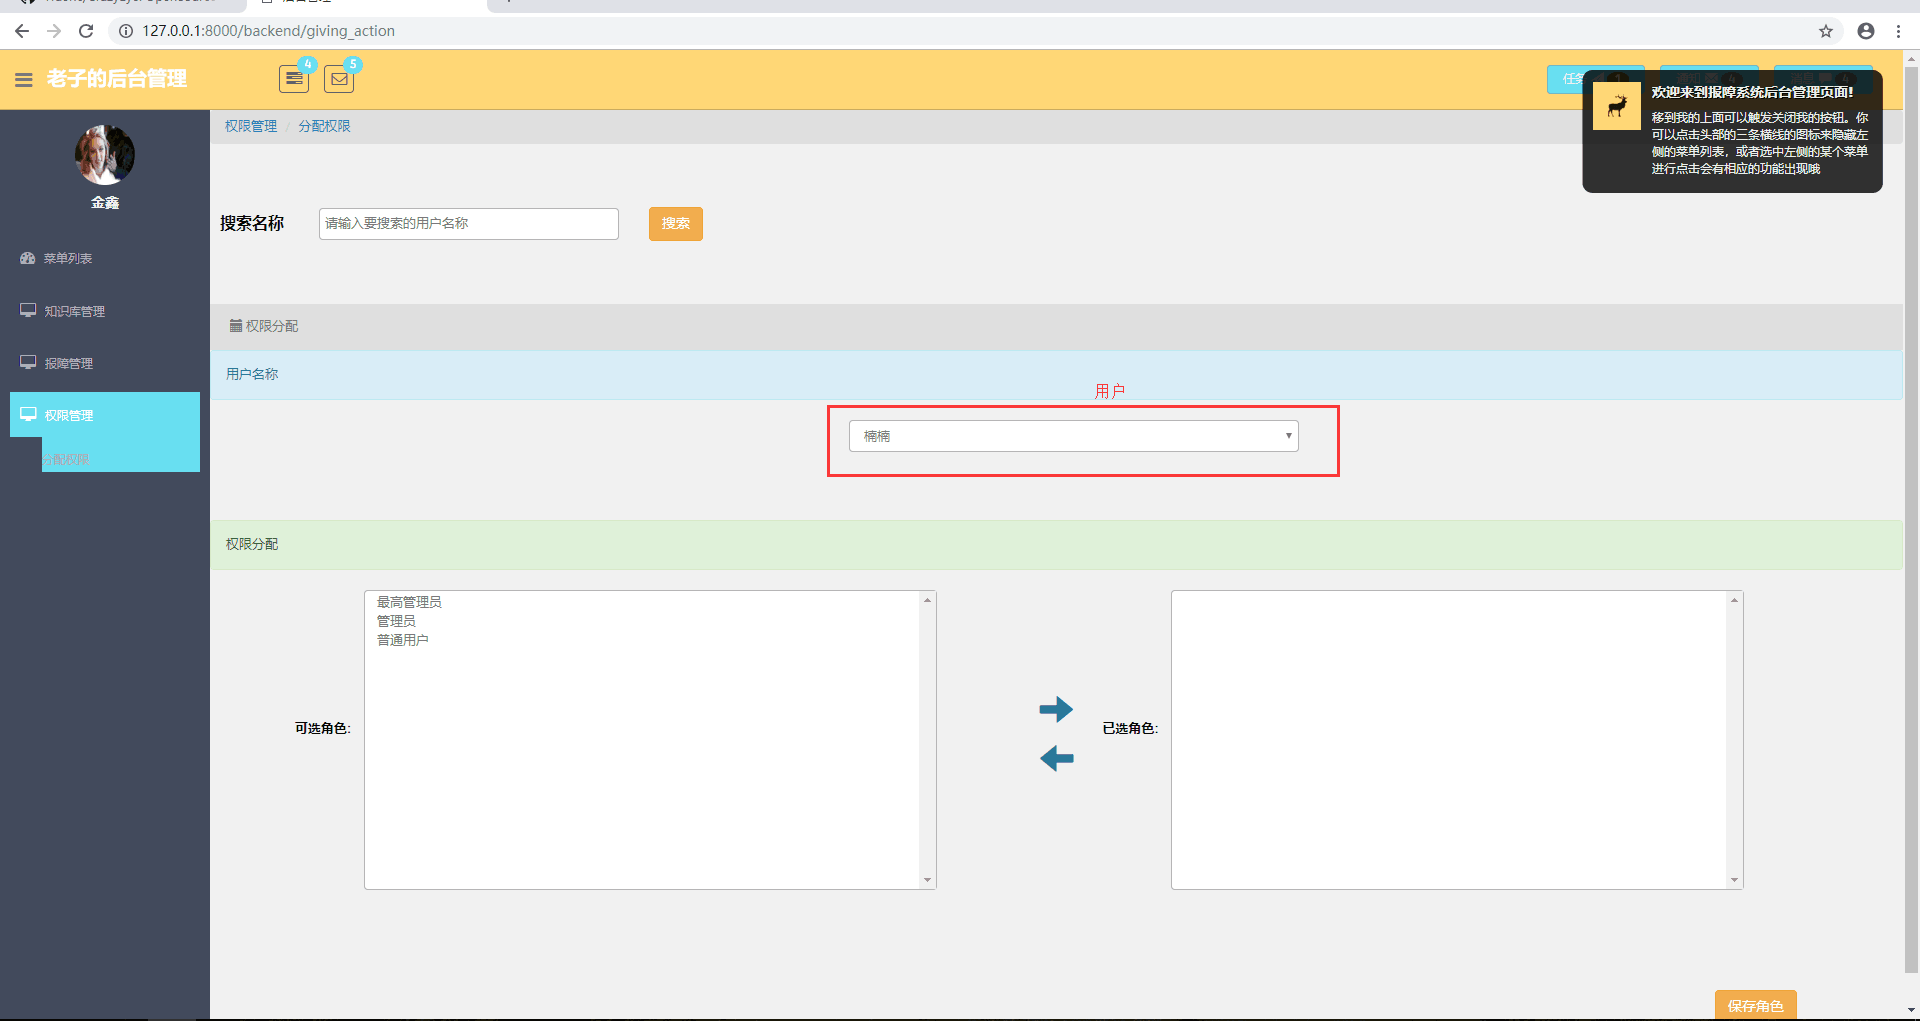 127.0.0.1:8000/backend/giving_action
老子的后台管理
4
5
欢迎来到报障系统后台管理页面!
移到我的上面可以触发关闭我的按钮。你
可以点击头部的三条横线的图标来隐藏左
侧的菜单列表，或者选中左侧的某个菜单
进行点击会有相应的功能出现哦
权限管理 / 分配权限
金鑫
搜索名称
请输入要搜索的用户名称
搜索
菜单列表
知识库管理
报障管理
权限管理
分配权限
权限分配
用户名称
用户
楠楠
权限分配
最高管理员
管理员
普通用户
可选角色:
已选角色:
保存角色